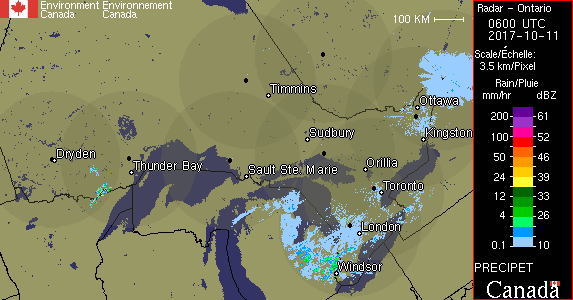 Environment Environnement
Canada Canada
100 KM
Timmins
Ottawa
Sudbury
Kingston
Dryden
Thunder Bay
Sault Ste. Marie
Orillia
Toronto
London
Windsor
Radar - Ontario
0600 UTC
2017-10-11
Scale/Échelle:
3.5 km/Pixel
Rain/Pluie
mm/hr dBZ
200 61
100 52
50 46
24 39
12 33
4 26
0.1 10
PRECIPET
Canada